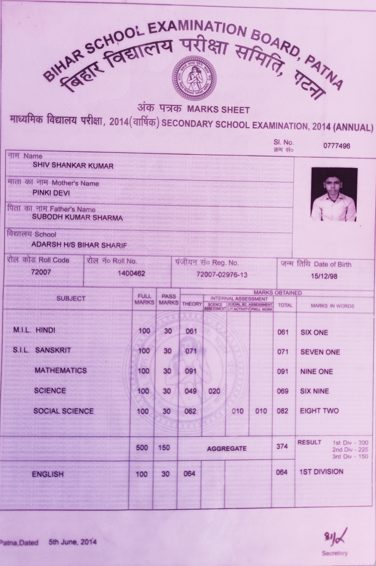 BIHAR SCHOOL EXAMINATION BOARD, PATNA
बिहार विद्यालय परीक्षा समिति, पटना
अंक पत्रक MARKS SHEET
माध्यमिक विद्यालय परीक्षा, 2014(वार्षिक) SECONDARY SCHOOL EXAMINATION, 2014 (ANNUAL)
Sl. No. 0777496
क्रम सं०
नाम Name
SHIV SHANKAR KUMAR
माता का नाम Mother's Name
PINKI DEVI
पिता का नाम Father's Name
SUBODH KUMAR SHARMA
विद्यालय School
ADARSH H/S BIHAR SHARIF
रोल कोड Roll Code रोल नं० Roll No. पंजीयन सं० Reg. No. जन्म तिथि Date of Birth
72007 1400462 72007-02976-13 15/12/98
SUBJECT FULL MARKS PASS MARKS MARKS OBTAINED
THEORY INTERNAL ASSESSMENT TOTAL MARKS IN WORDS
M.I.L. HINDI 100 30 061 061 SIX ONE
S.I.L. SANSKRIT 100 30 071 071 SEVEN ONE
MATHEMATICS 100 30 091 091 NINE ONE
SCIENCE 100 30 049 020 069 SIX NINE
SOCIAL SCIENCE 100 30 062 010 010 082 EIGHT TWO
500 150 AGGREGATE 374 RESULT 1st Div - 300
2nd Div - 225
3rd Div - 150
ENGLISH 100 30 064 064 1ST DIVISION
Patna,Dated 5th June, 2014
Secretary